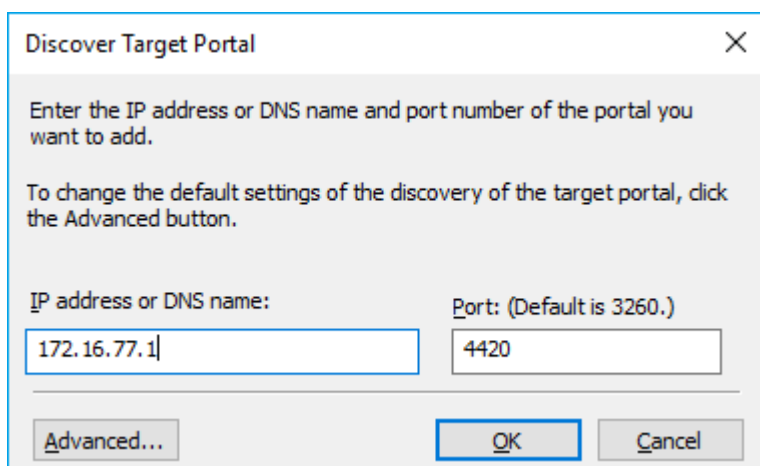 Discover Target Portal
Enter the IP address or DNS name and port number of the portal you
want to add.
To change the default settings of the discovery of the target portal, click
the Advanced button.
IP address or DNS name:
Port: (Default is 3260.)
172.16.77.1
4420
Advanced...
OK
Cancel